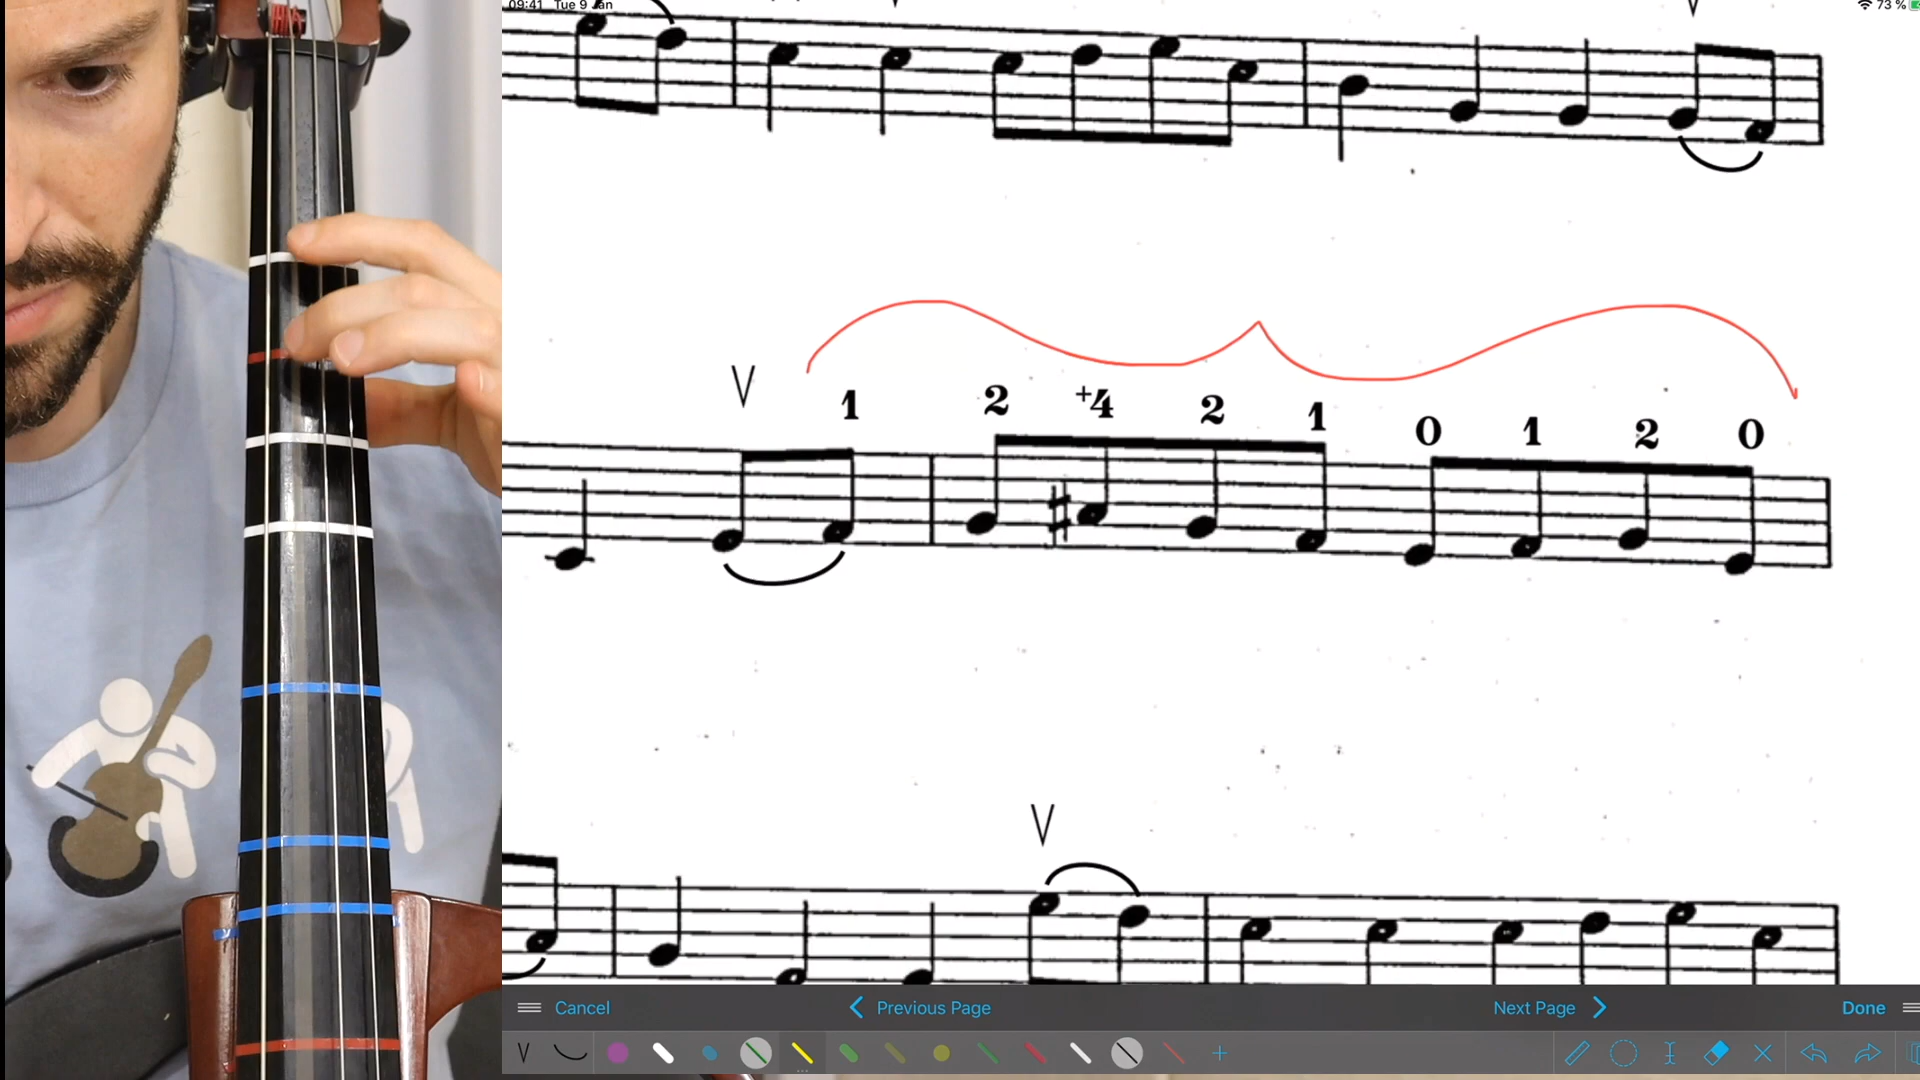 09:41 Tue 9 Jan
73 %
1 2 +4 2 1 0 1 2 0
Cancel Previous Page Next Page Done